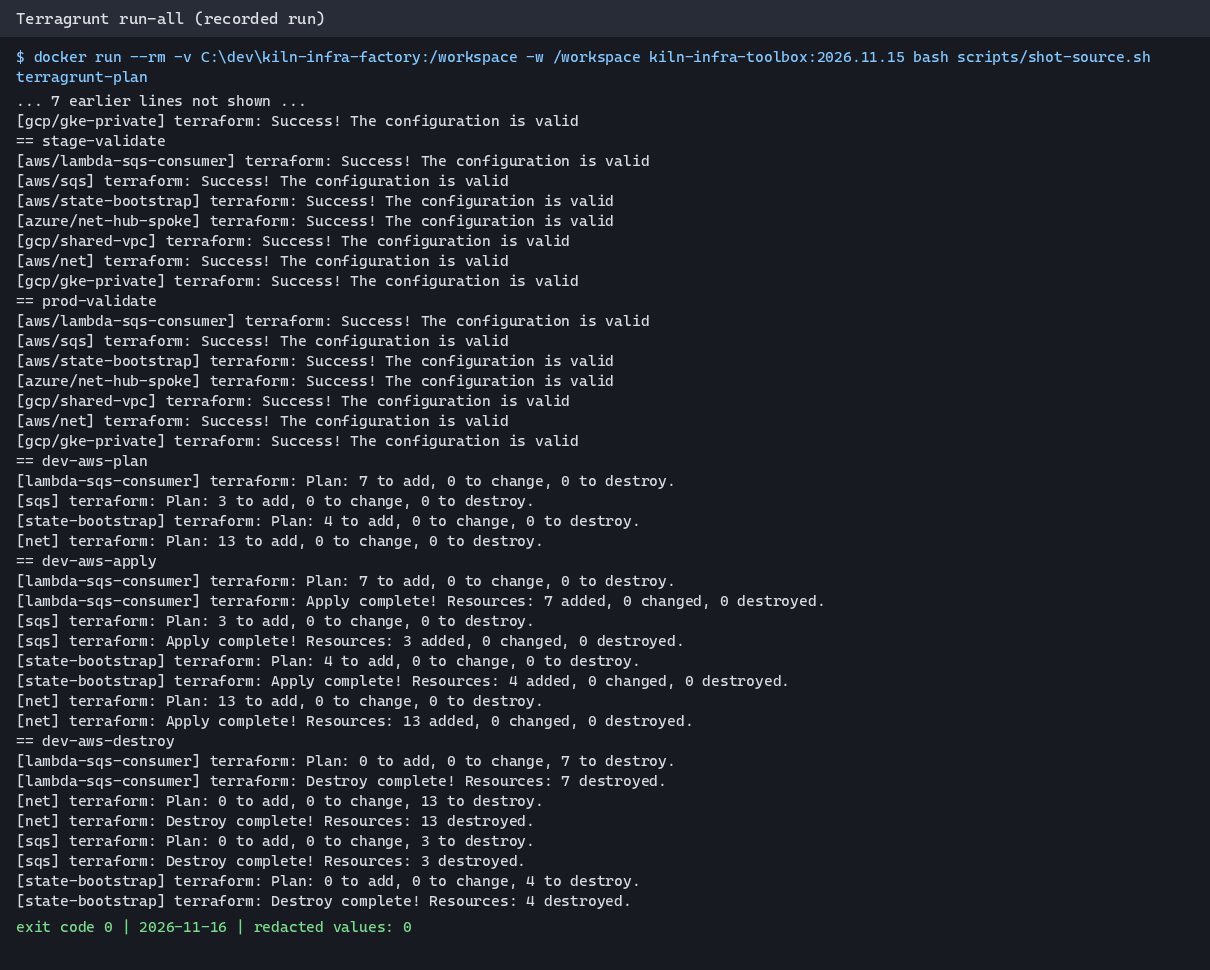 Terragrunt run-all (recorded run)
$ docker run --rm -v C:\dev\kiln-infra-factory:/workspace -w /workspace kiln-infra-toolbox:2026.11.15 bash scripts/shot-source.sh
terragrunt-plan
... 7 earlier lines not shown ...
[gcp/gke-private] terraform: Success! The configuration is valid
== stage-validate
[aws/lambda-sqs-consumer] terraform: Success! The configuration is valid
[aws/sqs] terraform: Success! The configuration is valid
[aws/state-bootstrap] terraform: Success! The configuration is valid
[azure/net-hub-spoke] terraform: Success! The configuration is valid
[gcp/shared-vpc] terraform: Success! The configuration is valid
[aws/net] terraform: Success! The configuration is valid
[gcp/gke-private] terraform: Success! The configuration is valid
== prod-validate
[aws/lambda-sqs-consumer] terraform: Success! The configuration is valid
[aws/sqs] terraform: Success! The configuration is valid
[aws/state-bootstrap] terraform: Success! The configuration is valid
[azure/net-hub-spoke] terraform: Success! The configuration is valid
[gcp/shared-vpc] terraform: Success! The configuration is valid
[aws/net] terraform: Success! The configuration is valid
[gcp/gke-private] terraform: Success! The configuration is valid
== dev-aws-plan
[lambda-sqs-consumer] terraform: Plan: 7 to add, 0 to change, 0 to destroy.
[sqs] terraform: Plan: 3 to add, 0 to change, 0 to destroy.
[state-bootstrap] terraform: Plan: 4 to add, 0 to change, 0 to destroy.
[net] terraform: Plan: 13 to add, 0 to change, 0 to destroy.
== dev-aws-apply
[lambda-sqs-consumer] terraform: Plan: 7 to add, 0 to change, 0 to destroy.
[lambda-sqs-consumer] terraform: Apply complete! Resources: 7 added, 0 changed, 0 destroyed.
[sqs] terraform: Plan: 3 to add, 0 to change, 0 to destroy.
[sqs] terraform: Apply complete! Resources: 3 added, 0 changed, 0 destroyed.
[state-bootstrap] terraform: Plan: 4 to add, 0 to change, 0 to destroy.
[state-bootstrap] terraform: Apply complete! Resources: 4 added, 0 changed, 0 destroyed.
[net] terraform: Plan: 13 to add, 0 to change, 0 to destroy.
[net] terraform: Apply complete! Resources: 13 added, 0 changed, 0 destroyed.
== dev-aws-destroy
[lambda-sqs-consumer] terraform: Plan: 0 to add, 0 to change, 7 to destroy.
[lambda-sqs-consumer] terraform: Destroy complete! Resources: 7 destroyed.
[net] terraform: Plan: 0 to add, 0 to change, 13 to destroy.
[net] terraform: Destroy complete! Resources: 13 destroyed.
[sqs] terraform: Plan: 0 to add, 0 to change, 3 to destroy.
[sqs] terraform: Destroy complete! Resources: 3 destroyed.
[state-bootstrap] terraform: Plan: 0 to add, 0 to change, 4 to destroy.
[state-bootstrap] terraform: Destroy complete! Resources: 4 destroyed.
exit code 0 | 2026-11-16 | redacted values: 0